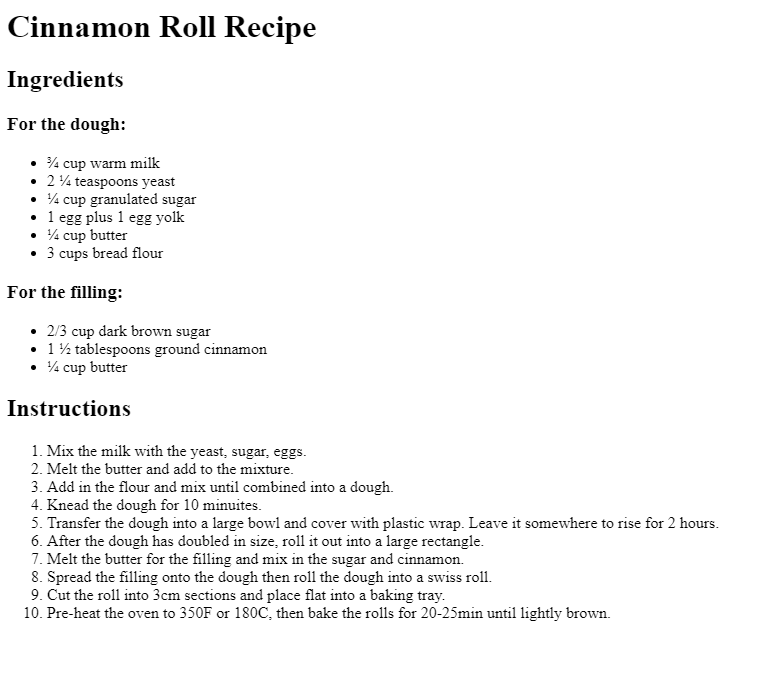 Cinnamon Roll Recipe
Ingredients
For the dough:
• ¾ cup warm milk
• 2 ¼ teaspoons yeast
• ¼ cup granulated sugar
• 1 egg plus 1 egg yolk
• ¼ cup butter
• 3 cups bread flour
For the filling:
• 2/3 cup dark brown sugar
• 1 ½ tablespoons ground cinnamon
• ¼ cup butter
Instructions
1. Mix the milk with the yeast, sugar, eggs.
2. Melt the butter and add to the mixture.
3. Add in the flour and mix until combined into a dough.
4. Knead the dough for 10 minuites.
5. Transfer the dough into a large bowl and cover with plastic wrap. Leave it somewhere to rise for 2 hours.
6. After the dough has doubled in size, roll it out into a large rectangle.
7. Melt the butter for the filling and mix in the sugar and cinnamon.
8. Spread the filling onto the dough then roll the dough into a swiss roll.
9. Cut the roll into 3cm sections and place flat into a baking tray.
10. Pre-heat the oven to 350F or 180C, then bake the rolls for 20-25min until lightly brown.